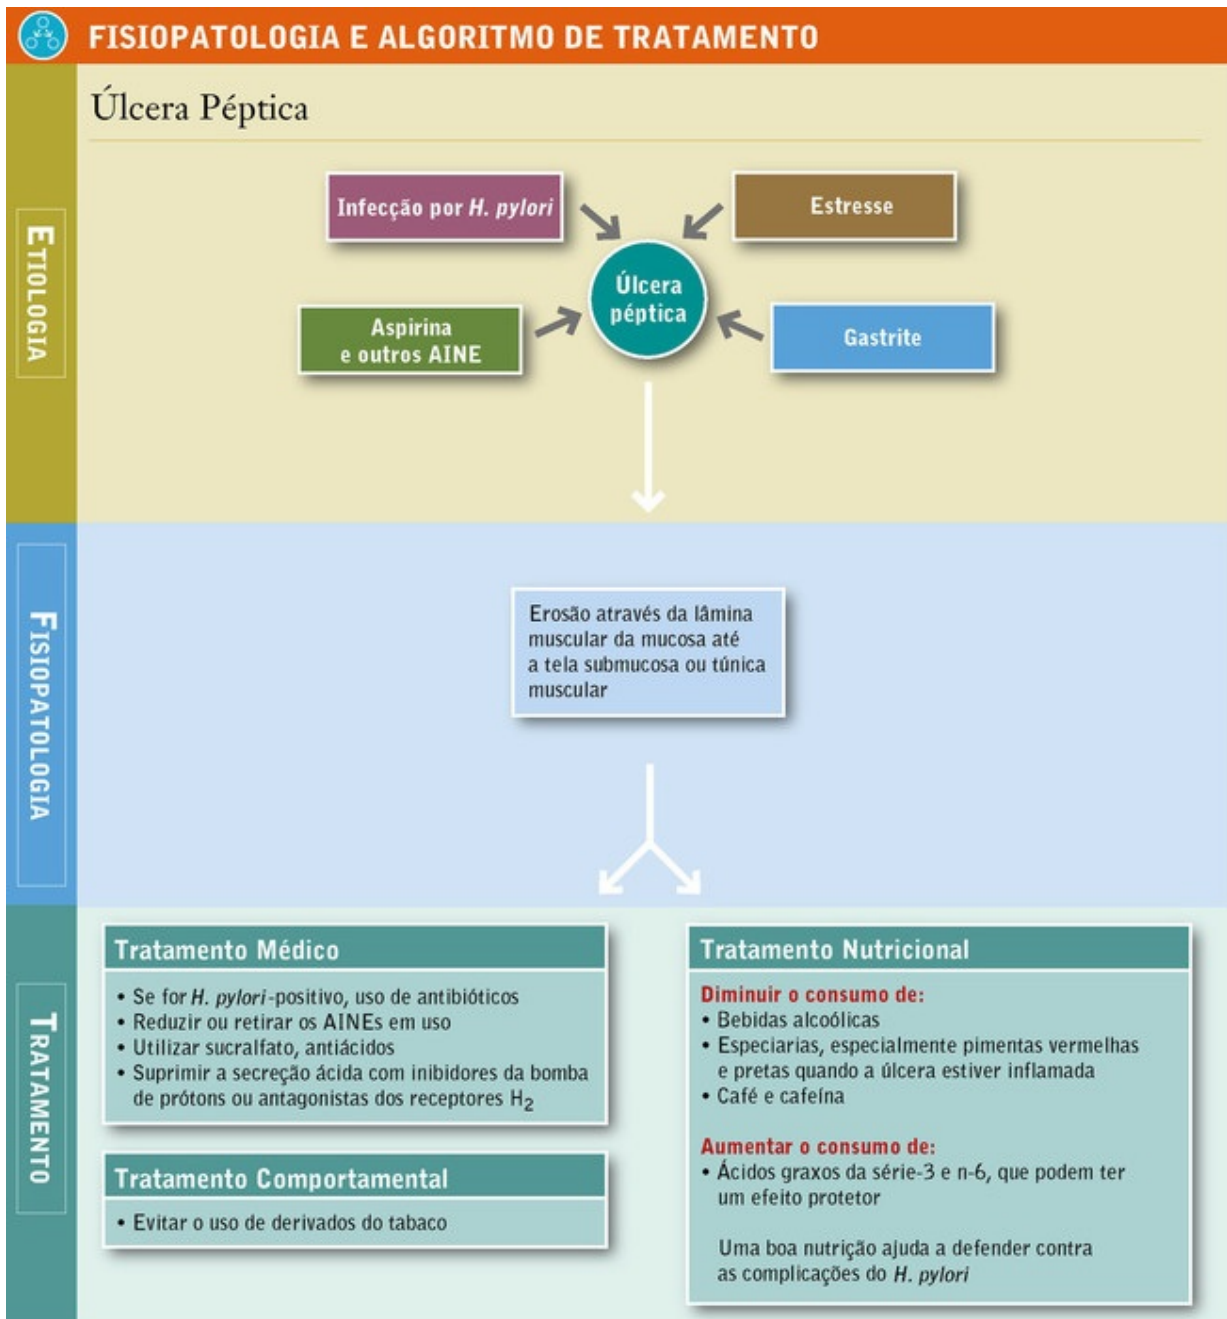 FISIOPATOLOGIA E ALGORITMO DE TRATAMENTO
Úlcera Péptica
ETIOLOGIA
Infecção por H. pylori
Estresse
Úlcera
péptica
Aspirina
e outros AINE
Gastrite
FISIOPATOLOGIA
Erosão através da lâmina
muscular da mucosa até
a tela submucosa ou túnica
muscular
TRATAMENTO
Tratamento Médico
• Se for H. pylori-positivo, uso de antibióticos
• Reduzir ou retirar os AINEs em uso
• Utilizar sucralfato, antiácidos
• Suprimir a secreção ácida com inibidores da bomba
de prótons ou antagonistas dos receptores H2
Tratamento Comportamental
• Evitar o uso de derivados do tabaco
Tratamento Nutricional
Diminuir o consumo de:
• Bebidas alcoólicas
• Especiarias, especialmente pimentas vermelhas
e pretas quando a úlcera estiver inflamada
• Café e cafeína
Aumentar o consumo de:
• Ácidos graxos da série-3 e n-6, que podem ter
um efeito protetor
Uma boa nutrição ajuda a defender contra
as complicações do H. pylori